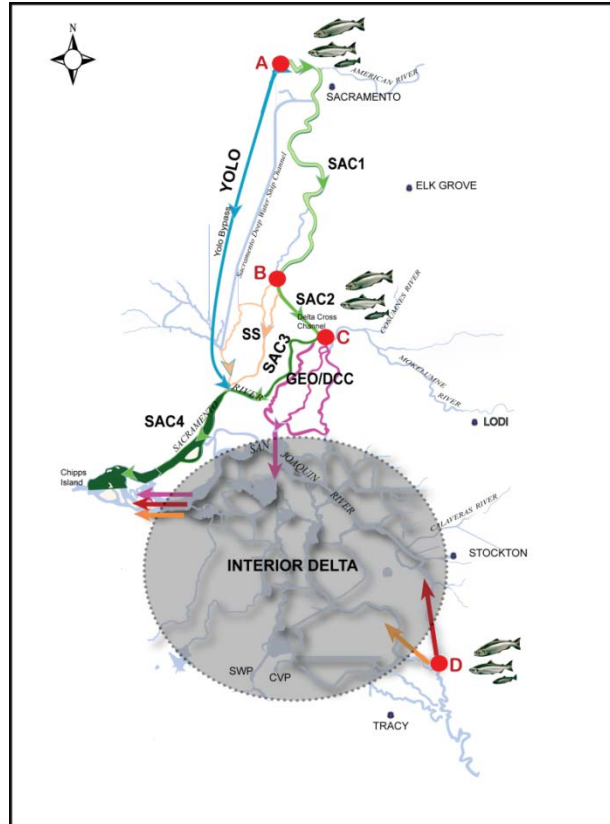 N
A
AMERICAN RIVER
SACRAMENTO
YOLO
Yolo Bypass
Sacramento Deep Water Ship Channel
SAC1
ELK GROVE
B
SAC2
Delta Cross
Channel
C
COSUMNES RIVER
SS
SAC3
GEO/DCC
MOKELUMNE
RIVER
LODI
SAC4
SACRAMENTO
RIVER
SAN
JOAQUIN
RIVER
Chipps
Island
CALAVERAS RIVER
STOCKTON
INTERIOR DELTA
D
SWP
CVP
TRACY